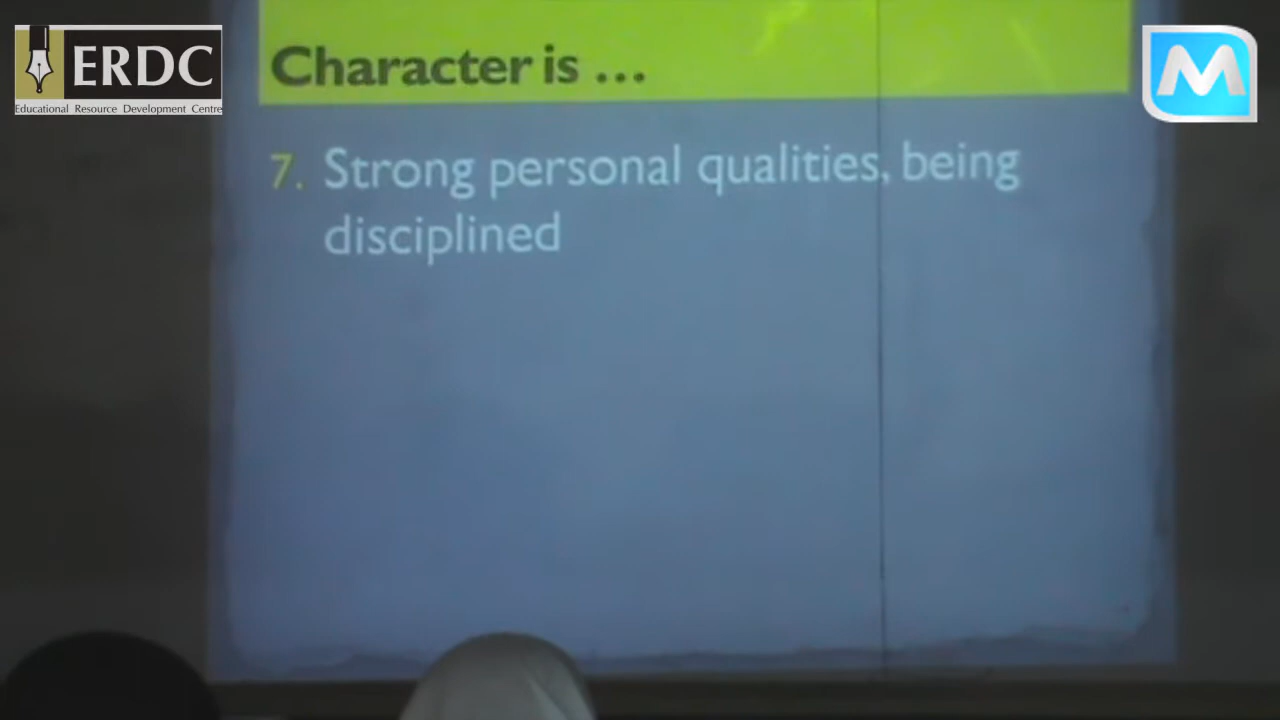 ERDC
Educational Resource Development Centre
M
Character is ...
7. Strong personal qualities, being
disciplined